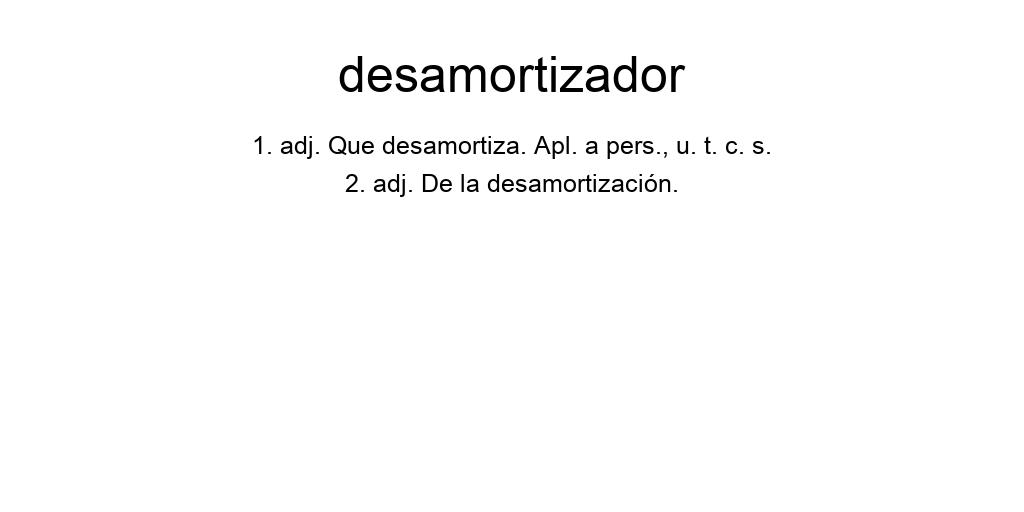 desamortizador
1. adj. Que desamortiza. Apl. a pers., u. t. c. s.
2. adj. De la desamortización.